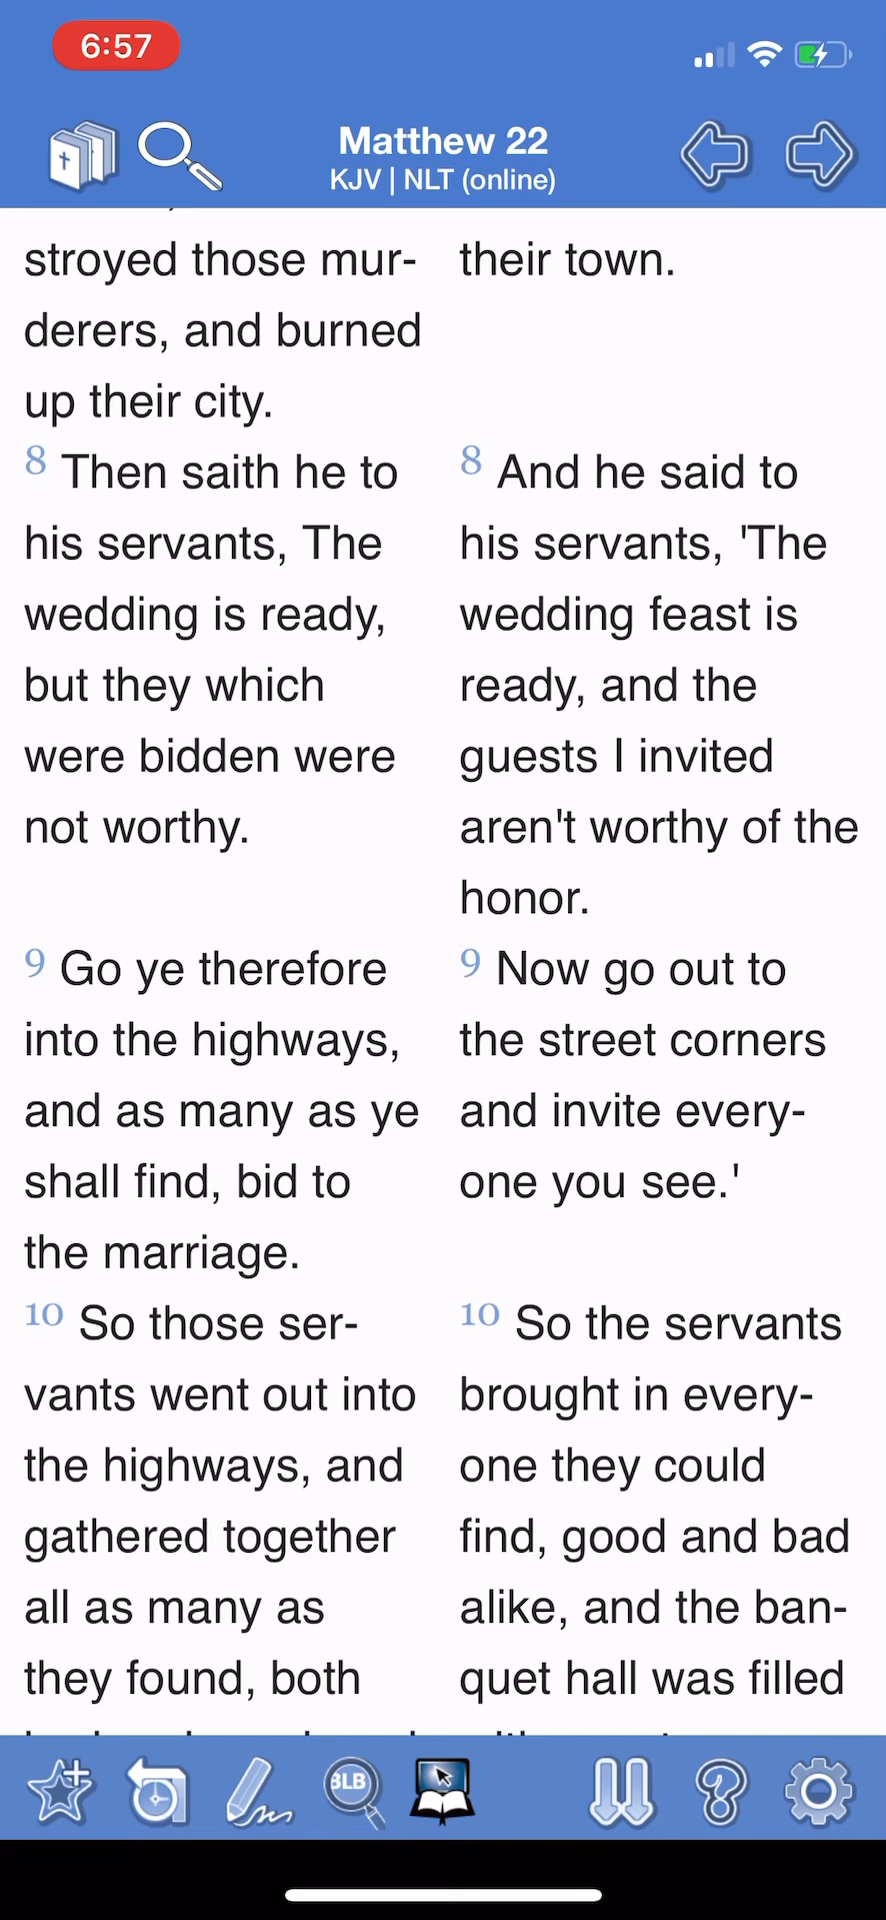 6:57
Matthew 22
KJV | NLT (online)
stroyed those mur-
derers, and burned
up their city.
8 Then saith he to
his servants, The
wedding is ready,
but they which
were bidden were
not worthy.
9 Go ye therefore
into the highways,
and as many as ye
shall find, bid to
the marriage.
10 So those ser-
vants went out into
the highways, and
gathered together
all as many as
they found, both
their town.
8 And he said to
his servants, 'The
wedding feast is
ready, and the
guests I invited
aren't worthy of the
honor.
9 Now go out to
the street corners
and invite every-
one you see.'
10 So the servants
brought in every-
one they could
find, good and bad
alike, and the ban-
quet hall was filled
BLB